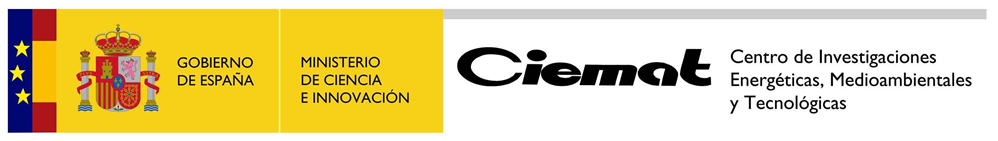 GOBIERNO
DE ESPAÑA
MINISTERIO
DE CIENCIA
E INNOVACIÓN
Ciemat
Centro de Investigaciones
Energéticas, Medioambientales
y Tecnológicas